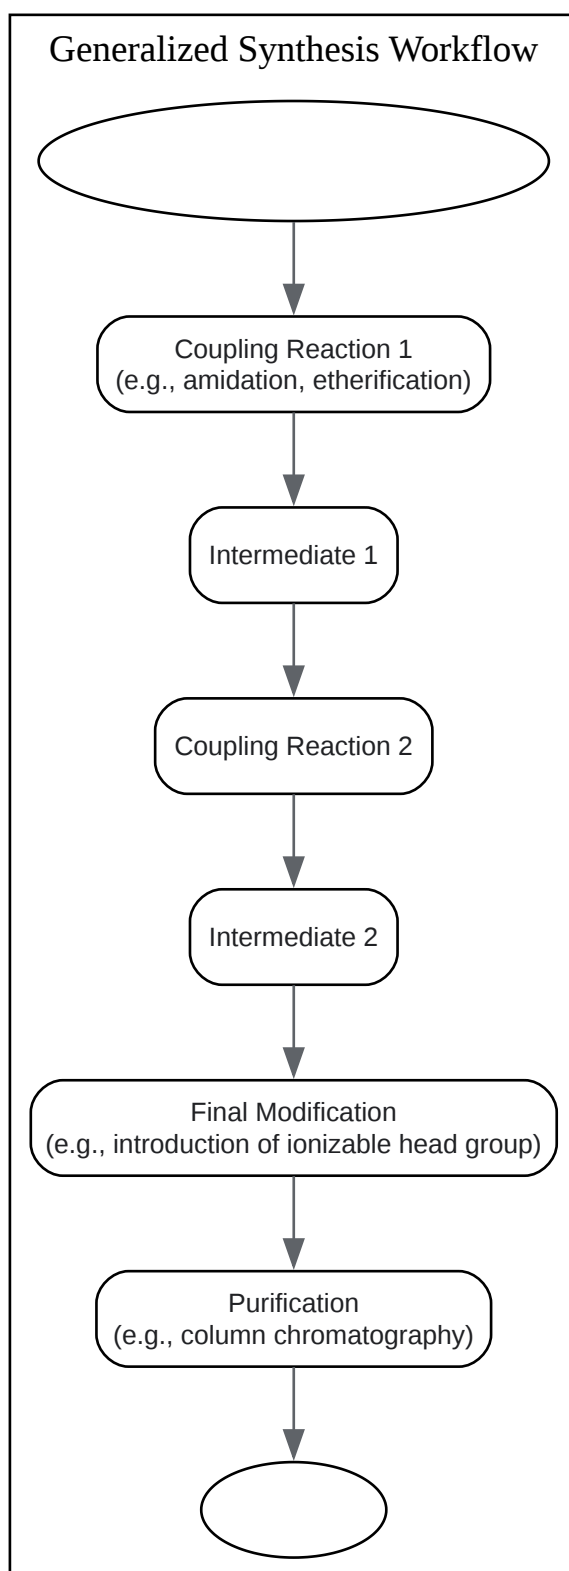 Generalized Synthesis Workflow
Coupling Reaction 1
(e.g., amidation, etherification)
Intermediate 1
Coupling Reaction 2
Intermediate 2
Final Modification
(e.g., introduction of ionizable head group)
Purification
(e.g., column chromatography)